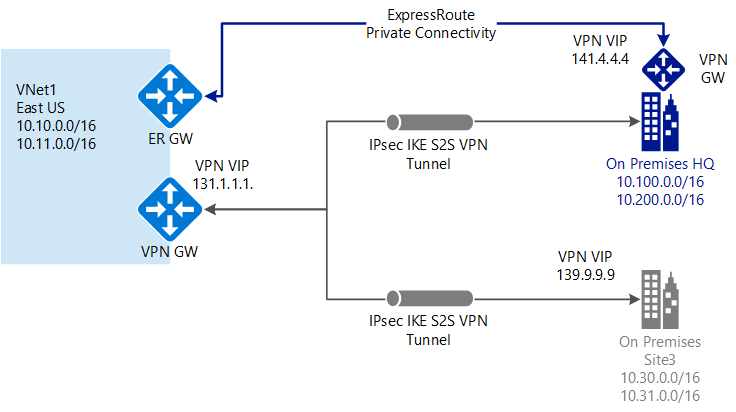 ExpressRoute
Private Connectivity
VPN VIP
141.4.4.4
VPN
GW
VNet1
East US
10.10.0.0/16
10.11.0.0/16
ER GW
IPsec IKE S2S VPN
Tunnel
On Premises HQ
10.100.0.0/16
10.200.0.0/16
VPN VIP
131.1.1.1.
VPN GW
VPN VIP
139.9.9.9
IPsec IKE S2S VPN
Tunnel
On Premises
Site3
10.30.0.0/16
10.31.0.0/16